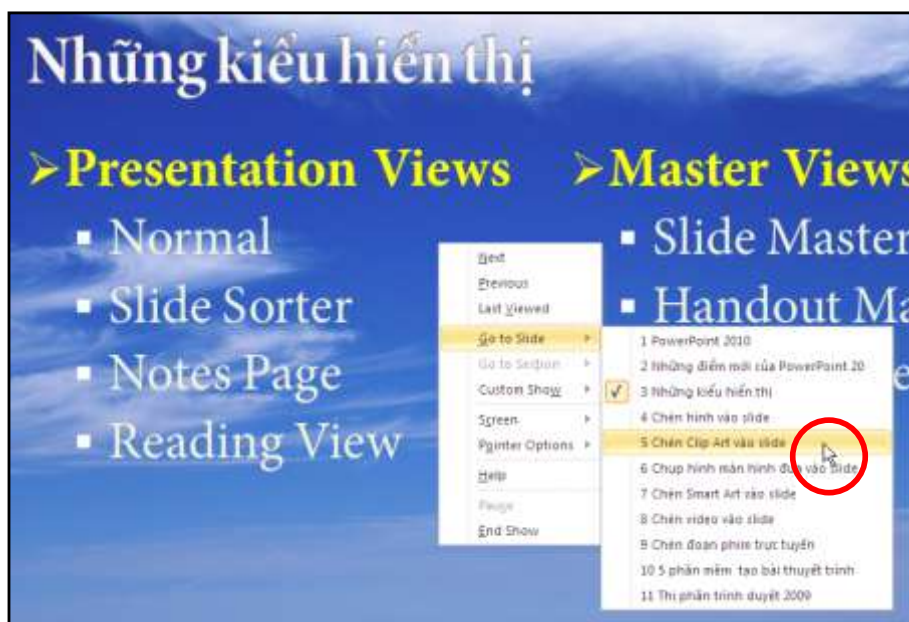 Những kiểu hiển thị
➢Presentation Views
▪ Normal
▪ Slide Sorter
▪ Notes Page
▪ Reading View
➢Master Views
▪ Slide Master
▪ Handout Ma
Next
Previous
Last Viewed
Go to Slide
Go to Section
Custom Show
Screen
Pointer Options
Help
Pause
End Show
1 PowerPoint 2010
2 Những điểm mới của PowerPoint 20
3 Những kiểu hiển thị
4 Chèn hình vào slide
5 Chèn Clip Art vào slide
6 Chụp hình màn hình đưa vào slide
7 Chèn Smart Art vào slide
8 Chèn video vào slide
9 Chèn đoạn phim trực tuyến
10 5 phần mềm tạo bài thuyết trình
11 Thị phần trình duyệt 2009